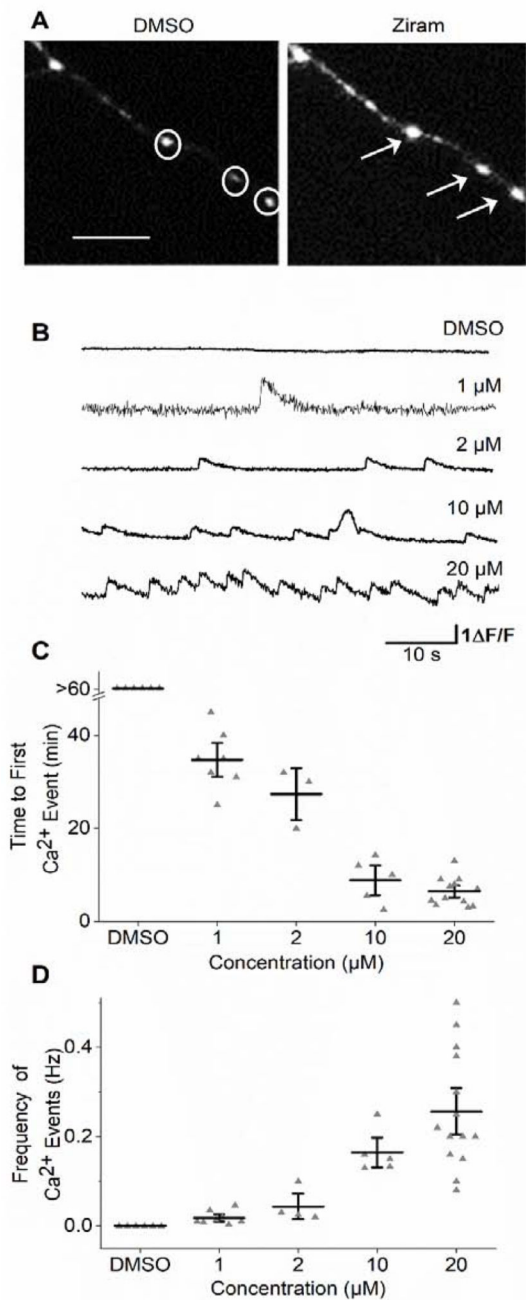 A
DMSO
Ziram
B
DMSO
1 µM
2 µM
10 µM
20 µM
1ΔF/F
10 s
C
Time to First
Ca2+ Event (min)
>60
40
20
0
DMSO
1
2
10
20
Concentration (µM)
D
Frequency of
Ca2+ Events (Hz)
0.4
0.2
0.0
DMSO
1
2
10
20
Concentration (µM)